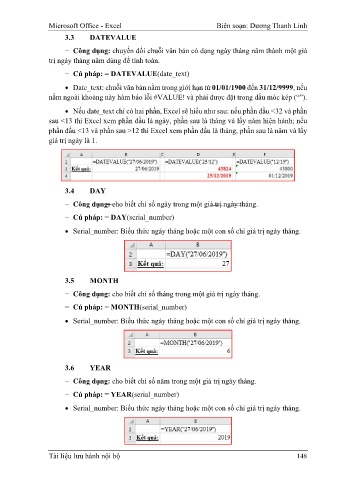 Microsoft Office - Excel Biên soạn: Dương Thanh Linh
3.3 DATEVALUE
− Công dụng: chuyển đổi chuỗi văn bản có dạng ngày tháng năm thành một giá
trị ngày tháng năm dùng để tính toán.
− Cú pháp: = DATEVALUE(date_text)
• Date_text: chuỗi văn bản nằm trong giới hạn từ 01/01/1900 đến 31/12/9999, nếu
nằm ngoài khoảng này hàm báo lỗi #VALUE! và phải được đặt trong dấu móc kép (“”).
• Nếu date_text chỉ có hai phần, Excel sẽ hiểu như sau: nếu phần đầu <32 và phần
sau <13 thì Excel xem phần đầu là ngày, phần sau là tháng và lấy năm hiện hành; nếu
phần đầu <13 và phần sau >12 thì Excel xem phần đầu là tháng, phần sau là năm và lấy
giá trị ngày là 1.
A B C D E F
2 =DATEVALUE("27/06/2019") =DATEVALUE("25/12") =DATEVALUE("12/19")
3 Kết quả: 27/06/2019 43824 43800
4 25/12/2019 01/12/2019
3.4 DAY
− Công dụng: cho biết chỉ số ngày trong một giá trị ngày tháng.
− Cú pháp: = DAY(serial_number)
• Serial_number: Biểu thức ngày tháng hoặc một con số chỉ giá trị ngày tháng.
A B
2 =DAY("27/06/2019")
3 Kết quả: 27
3.5 MONTH
− Công dụng: cho biết chỉ số tháng trong một giá trị ngày tháng.
− Cú pháp: = MONTH(serial_number)
• Serial_number: Biểu thức ngày tháng hoặc một con số chỉ giá trị ngày tháng.
A B
2 =MONTH("27/06/2019")
3 Kết quả: 6
3.6 YEAR
− Công dụng: cho biết chỉ số năm trong một giá trị ngày tháng.
− Cú pháp: = YEAR(serial_number)
• Serial_number: Biểu thức ngày tháng hoặc một con số chỉ giá trị ngày tháng.
A B
2 =YEAR("27/06/2019")
3 Kết quả: 2019
Tài liệu lưu hành nội bộ 148